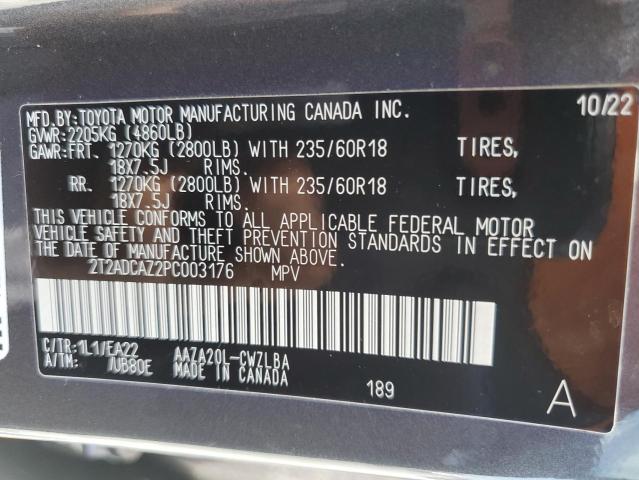 MFD.BY:TOYOTA MOTOR MANUFACTURING CANADA INC. 10/22
GVWR:2205KG (4860LB)
GAWR:FRT. 1270KG (2800LB) WITH 235/60R18 TIRES,
18X7.5J RIMS.
RR. 1270KG (2800LB) WITH 235/60R18 TIRES,
18X7.5J RIMS.
THIS VEHICLE CONFORMS TO ALL APPLICABLE FEDERAL MOTOR
VEHICLE SAFETY AND THEFT PREVENTION STANDARDS IN EFFECT ON
THE DATE OF MANUFACTURE SHOWN ABOVE.
2T2ADCAZ2PC003176 MPV
C/TR:1L1/EA22 AAZA20L-CWZLBA
A/TM: /UB80E MADE IN CANADA
189 A